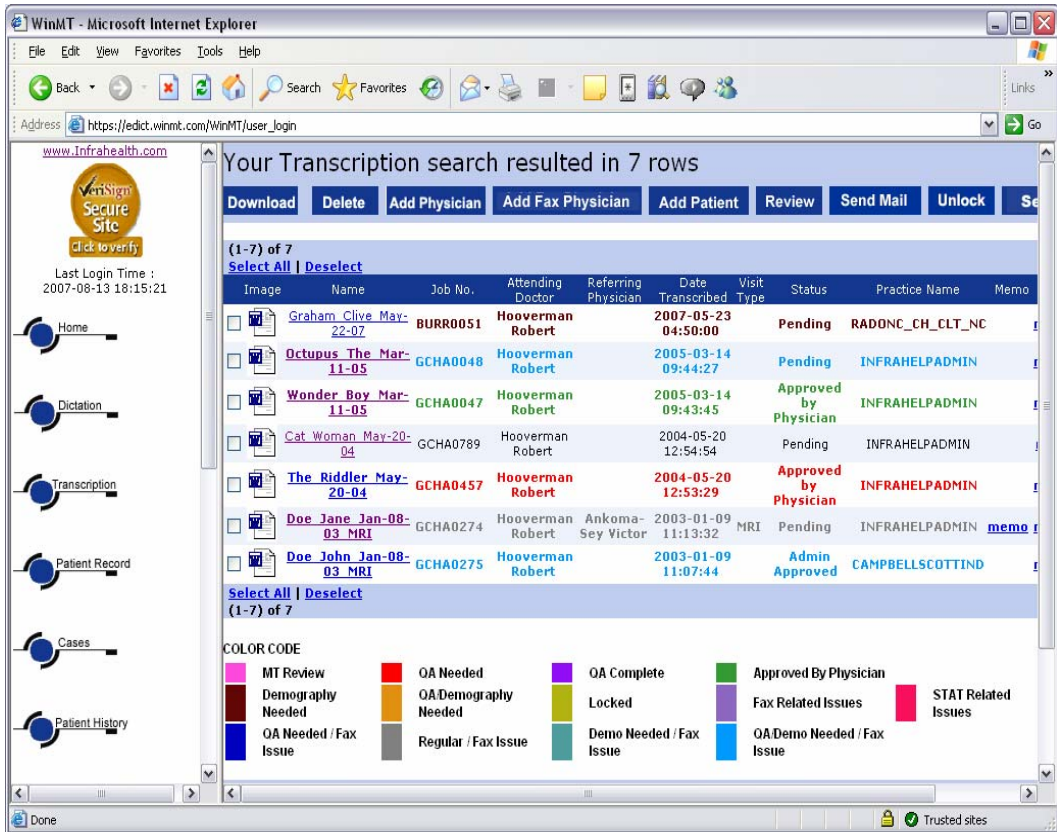 WinMT - Microsoft Internet Explorer
File Edit View Favorites Tools Help
Back Search Favorites Links
Address https://edict.winmt.com/WinMT/user_login Go
www.Infrahealth.com
VeriSign
Secure
Site
Click to verify
Last Login Time :
2007-08-13 18:15:21
Home
Dictation
Transcription
Patient Record
Cases
Patient History
Your Transcription search resulted in 7 rows
Download Delete Add Physician Add Fax Physician Add Patient Review Send Mail Unlock Se
(1-7) of 7
Select All | Deselect
Image Name Job No. Attending Doctor Referring Physician Date Transcribed Visit Type Status Practice Name Memo
Graham Clive May-22-07 BURR0051 Hooverman Robert 2007-05-23 04:50:00 Pending RADONC_CH_CLT_NC
Octupus The Mar-11-05 GCHA0048 Hooverman Robert 2005-03-14 09:44:27 Pending INFRAHELPADMIN
Wonder Boy Mar-11-05 GCHA0047 Hooverman Robert 2005-03-14 09:43:45 Approved by Physician INFRAHELPADMIN
Cat Woman May-20-04 GCHA0789 Hooverman Robert 2004-05-20 12:54:54 Pending INFRAHELPADMIN
The Riddler May-20-04 GCHA0457 Hooverman Robert 2004-05-20 12:53:29 Approved by Physician INFRAHELPADMIN
Doe Jane Jan-08-03 MRI GCHA0274 Hooverman Robert Ankoma-Sey Victor 2003-01-09 11:13:32 MRI Pending INFRAHELPADMIN memo
Doe John Jan-08-03 MRI GCHA0275 Hooverman Robert 2003-01-09 11:07:44 Admin Approved CAMPBELLSCOTTIND
Select All | Deselect
(1-7) of 7
COLOR CODE
MT Review QA Needed QA Complete Approved By Physician
Demography Needed QA/Demography Needed Locked Fax Related Issues STAT Related Issues
QA Needed / Fax Issue Regular / Fax Issue Demo Needed / Fax Issue QA/Demo Needed / Fax Issue
Done Trusted sites